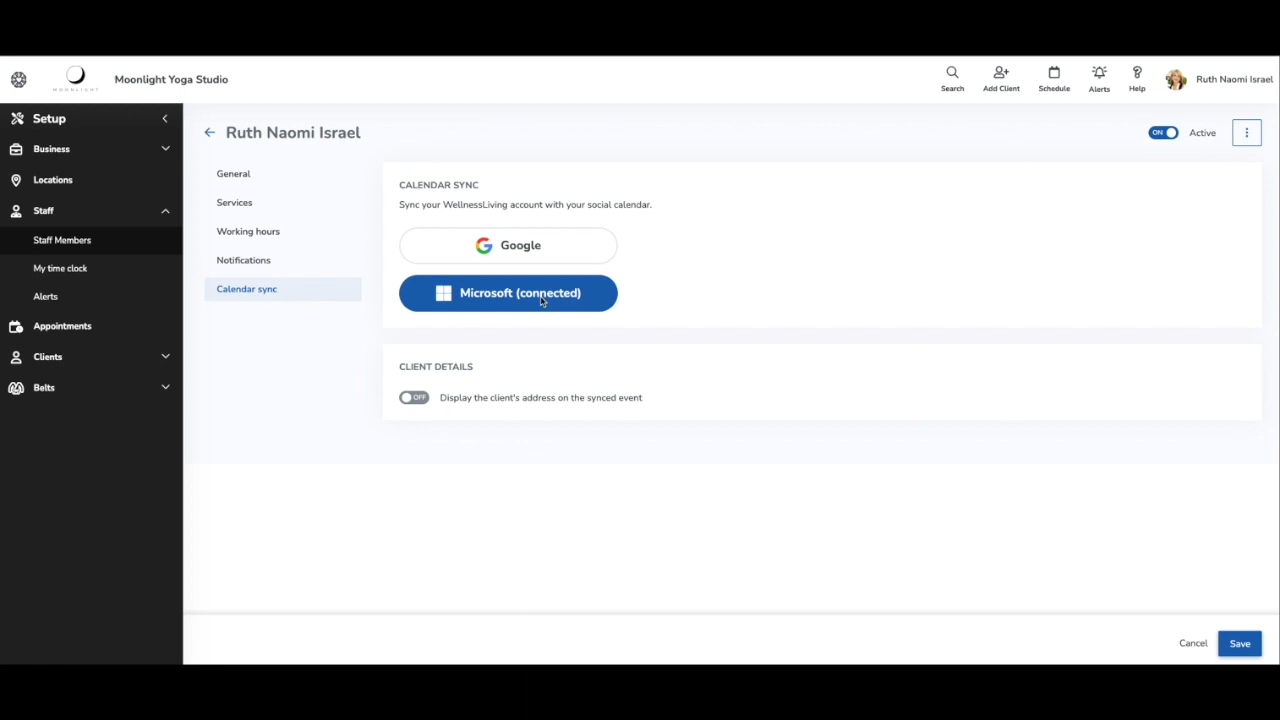 MOONLIGHT
Moonlight Yoga Studio
Search
Add Client
Schedule
Alerts
Help
Ruth Naomi Israel
Setup
Business
Locations
Staff
Staff Members
My time clock
Alerts
Appointments
Clients
Belts
Ruth Naomi Israel
ON
Active
General
Services
Working hours
Notifications
Calendar sync
CALENDAR SYNC
Sync your WellnessLiving account with your social calendar.
Google
Microsoft (connected)
CLIENT DETAILS
OFF
Display the client's address on the synced event
Cancel
Save